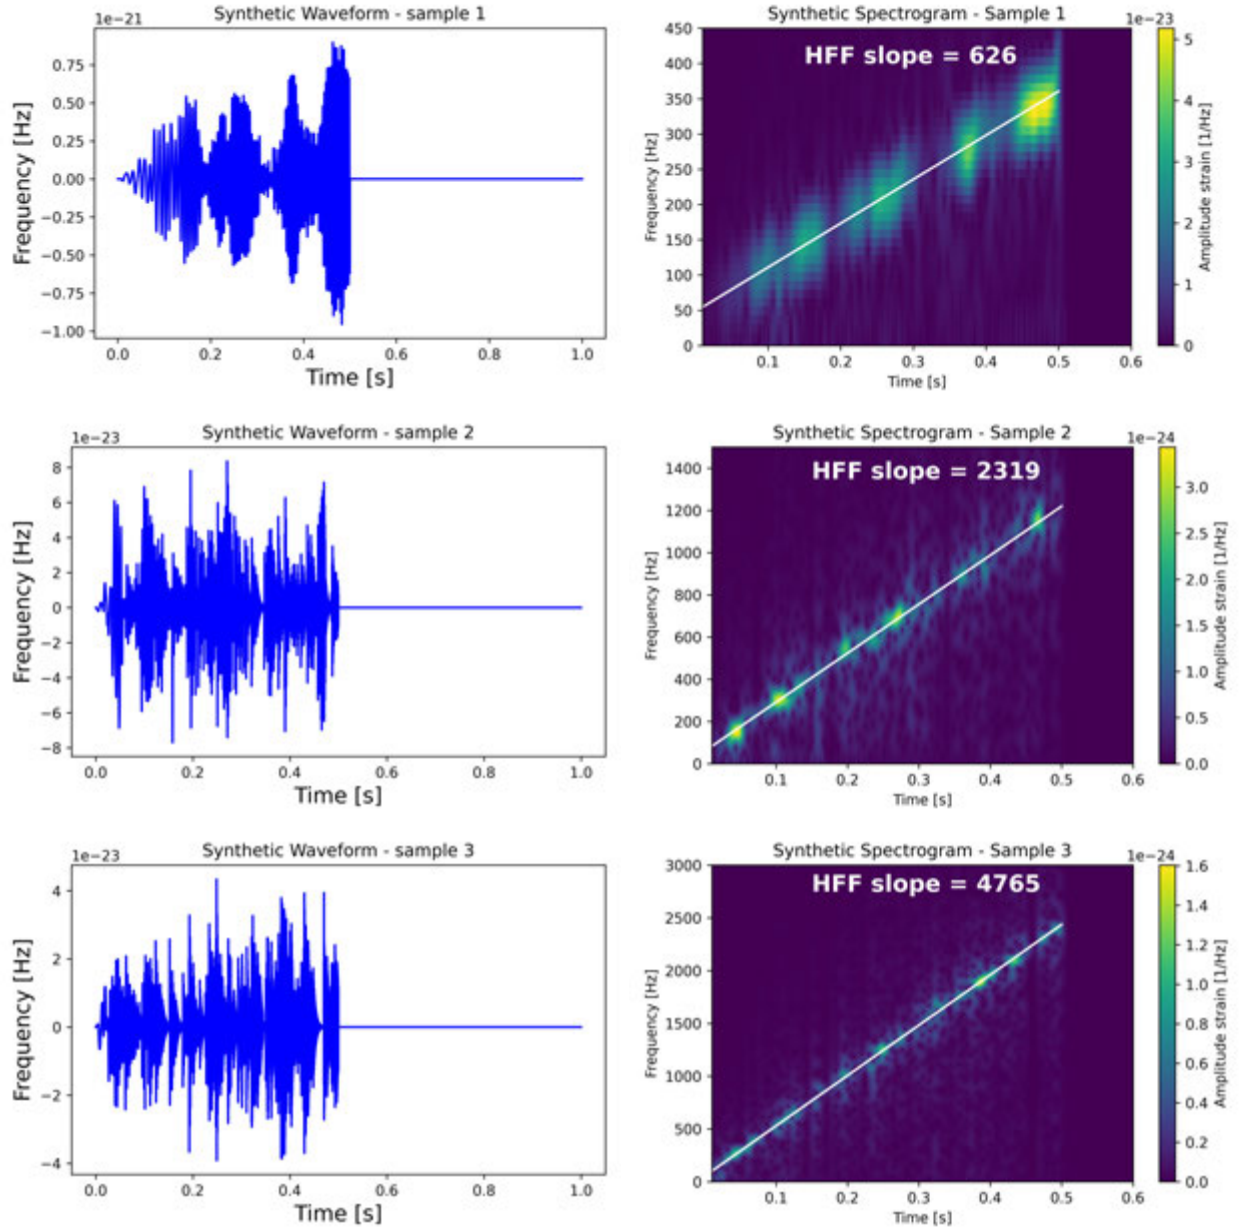 Synthetic Waveform - sample 1
1e−21
Frequency [Hz]
0.75
0.50
0.25
0.00
−0.25
−0.50
−0.75
−1.00
0.0 0.2 0.4 0.6 0.8 1.0
Time [s]
Synthetic Spectrogram - Sample 1
1e−23
HFF slope = 626
Frequency [Hz]
450
400
350
300
250
200
150
100
50
0
0.1 0.2 0.3 0.4 0.5 0.6
Time [s]
5
4
3
2
1
0
Amplitude strain [1/Hz]
Synthetic Waveform - sample 2
1e−23
Frequency [Hz]
8
6
4
2
0
−2
−4
−6
−8
0.0 0.2 0.4 0.6 0.8 1.0
Time [s]
Synthetic Spectrogram - Sample 2
1e−24
HFF slope = 2319
Frequency [Hz]
1400
1200
1000
800
600
400
200
0
0.1 0.2 0.3 0.4 0.5 0.6
Time [s]
3.0
2.5
2.0
1.5
1.0
0.5
0.0
Amplitude strain [1/Hz]
Synthetic Waveform - sample 3
1e−23
Frequency [Hz]
4
2
0
−2
−4
0.0 0.2 0.4 0.6 0.8 1.0
Time [s]
Synthetic Spectrogram - Sample 3
1e−24
HFF slope = 4765
Frequency [Hz]
3000
2500
2000
1500
1000
500
0
0.1 0.2 0.3 0.4 0.5 0.6
Time [s]
1.6
1.4
1.2
1.0
0.8
0.6
0.4
0.2
0.0
Amplitude strain [1/Hz]